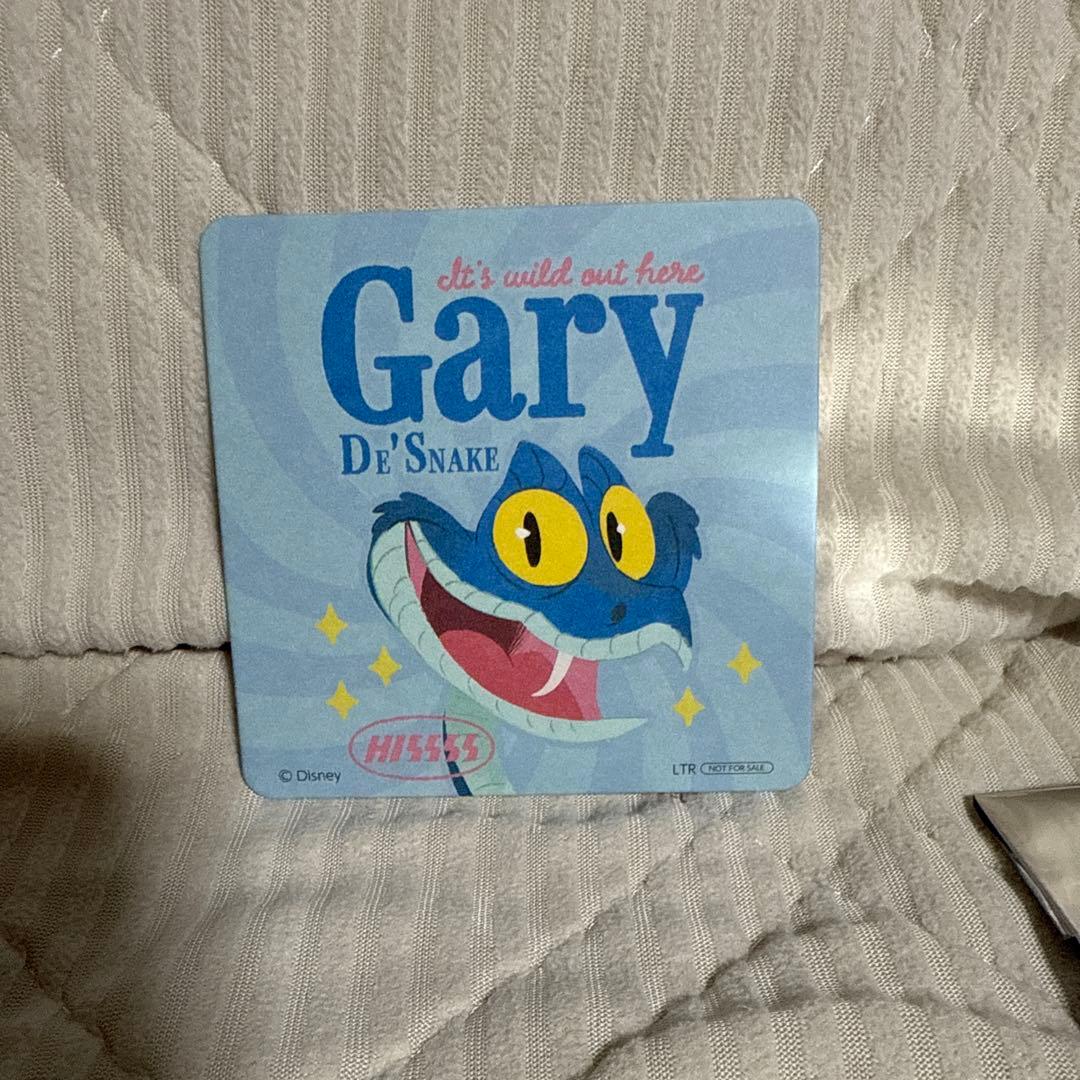 It's wild out here
Gary
De'Snake
HISSSS
© Disney
LTR NOT FOR SALE